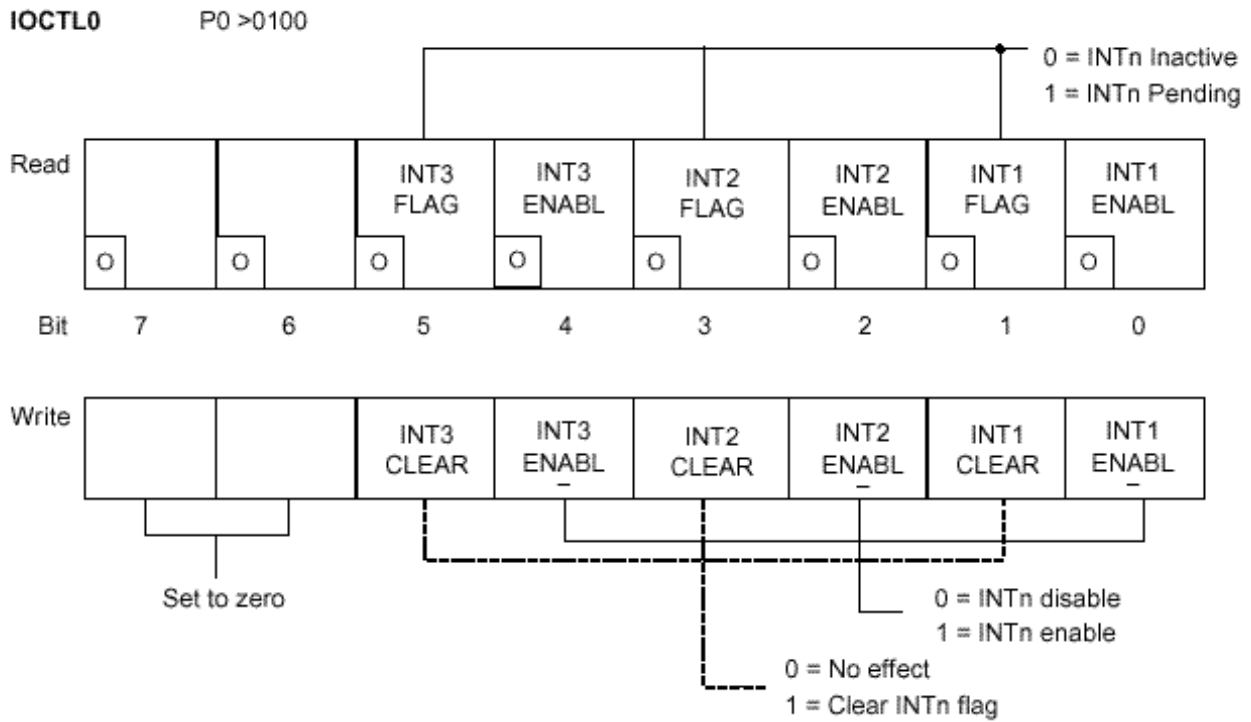 IOCTL0 P0 >0100
0 = INTn Inactive
1 = INTn Pending
Read
INT3 FLAG
INT3 ENABL
INT2 FLAG
INT2 ENABL
INT1 FLAG
INT1 ENABL
O O O O O O O O
Bit 7 6 5 4 3 2 1 0
Write
INT3 CLEAR
INT3 ENABL
INT2 CLEAR
INT2 ENABL
INT1 CLEAR
INT1 ENABL
Set to zero
0 = INTn disable
1 = INTn enable
0 = No effect
1 = Clear INTn flag